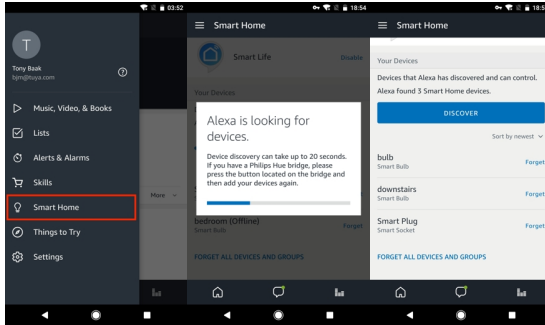 03:52
T
Tony Baak
bjm@tuya.com
Music, Video, & Books
Lists
Alerts & Alarms
Skills
Smart Home
Things to Try
Settings
More
18:54
Smart Home
Smart Life
Disable
Your Devices
Alexa is looking for
devices.
Device discovery can take up to 20 seconds.
If you have a Philips Hue bridge, please
press the button located on the bridge and
then add your devices again.
bedroom (Offline)
Smart Bulb
Forget
FORGET ALL DEVICES AND GROUPS
Smart Home
Your Devices
Devices that Alexa has discovered and can control.
Alexa found 3 Smart Home devices.
DISCOVER
Sort by newest
bulb
Smart Bulb
Forget
downstairs
Smart Bulb
Forget
Smart Plug
Smart Socket
Forget
FORGET ALL DEVICES AND GROUPS